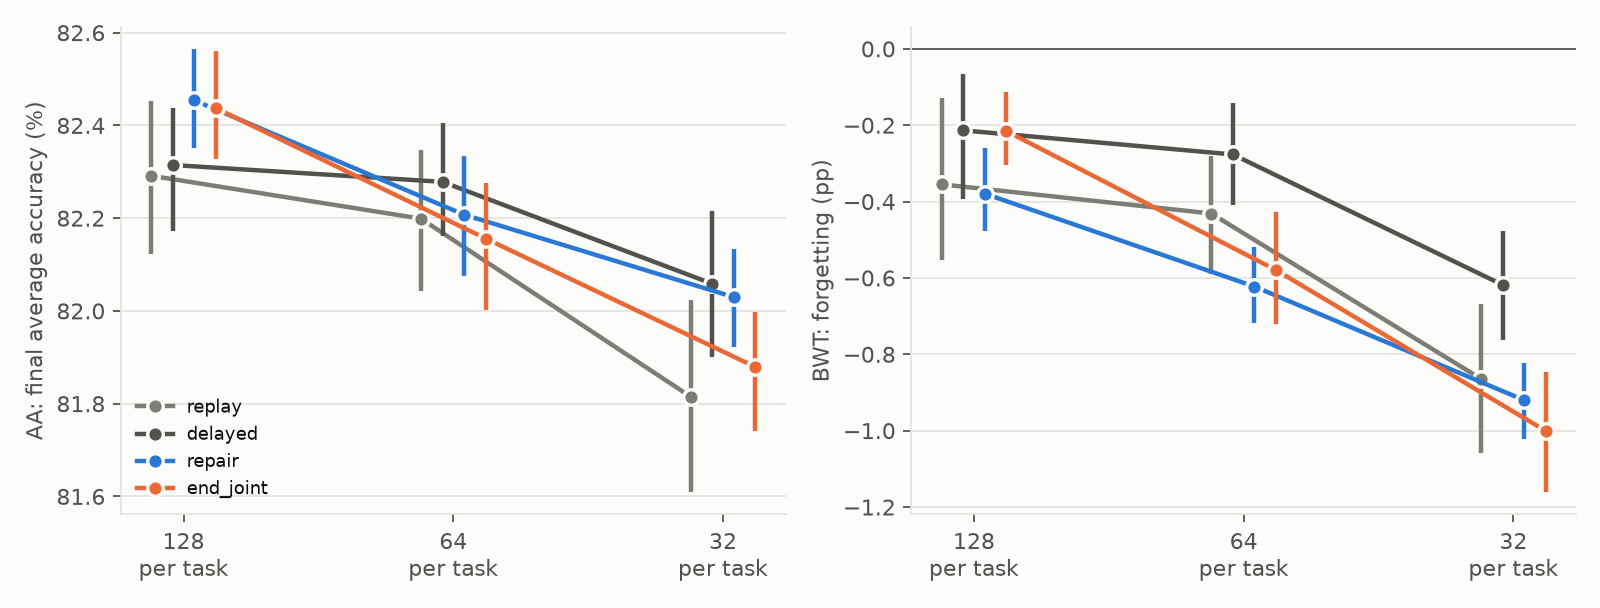 82.6
82.4
82.2
82.0
81.8
81.6
AA: final average accuracy (%)
replay
delayed
repair
end_joint
128
per task
64
per task
32
per task
0.0
−0.2
−0.4
−0.6
−0.8
−1.0
−1.2
BWT: forgetting (pp)
128
per task
64
per task
32
per task